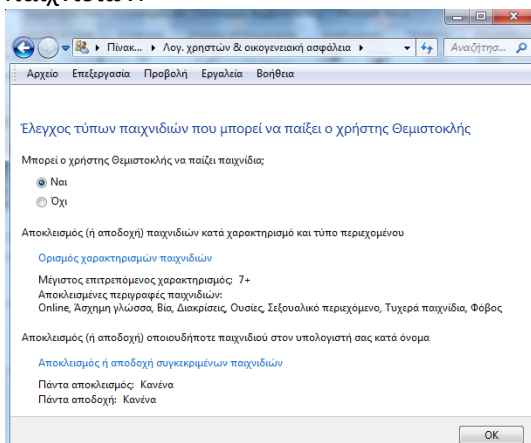 Πίνακ... Λογ. χρηστών & οικογενειακή ασφάλεια Αναζήτησ...
Αρχείο Επεξεργασία Προβολή Εργαλεία Βοήθεια
Έλεγχος τύπων παιχνιδιών που μπορεί να παίξει ο χρήστης Θεμιστοκλής
Μπορεί ο χρήστης Θεμιστοκλής να παίζει παιχνίδια;
Ναι
Όχι
Αποκλεισμός (ή αποδοχή) παιχνιδιών κατά χαρακτηρισμό και τύπο περιεχομένου
Ορισμός χαρακτηρισμών παιχνιδιών
Μέγιστος επιτρεπόμενος χαρακτηρισμός: 7+
Αποκλεισμένες περιγραφές παιχνιδιών:
Online, Άσχημη γλώσσα, Βία, Διακρίσεις, Ουσίες, Σεξουαλικό περιεχόμενο, Τυχερά παιχνίδια, Φόβος
Αποκλεισμός (ή αποδοχή) οποιουδήποτε παιχνιδιού στον υπολογιστή σας κατά όνομα
Αποκλεισμός ή αποδοχή συγκεκριμένων παιχνιδιών
Πάντα αποκλεισμός: Κανένα
Πάντα αποδοχή: Κανένα
OK